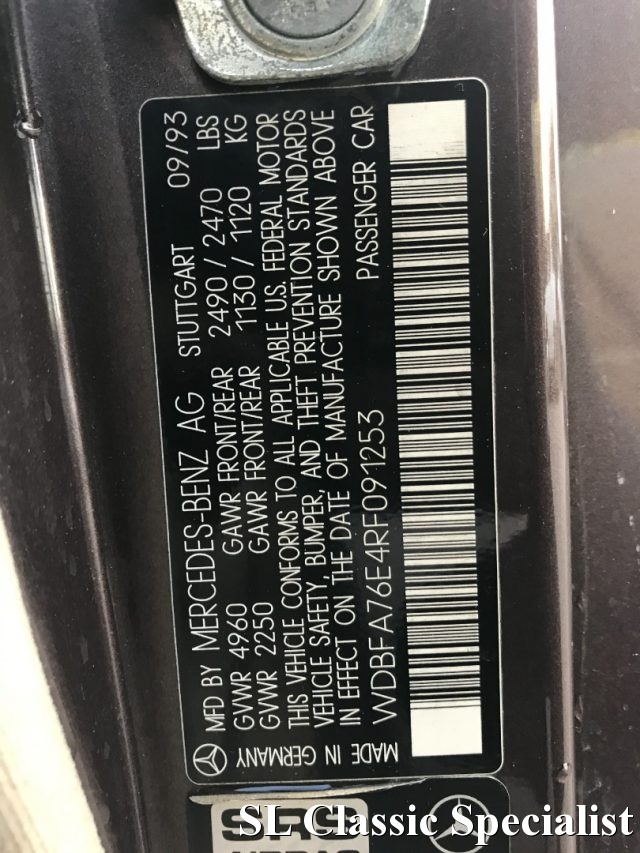 MFD BY MERCEDES-BENZ AG STUTTGART 09/93
GVWR 4960 GAWR FRONT/REAR 2490 / 2470 LBS
GVWR 2250 GAWR FRONT/REAR 1130 / 1120 KG
THIS VEHICLE CONFORMS TO ALL APPLICABLE U.S. FEDERAL MOTOR
VEHICLE SAFETY, BUMPER, AND THEFT PREVENTION STANDARDS
IN EFFECT ON THE DATE OF MANUFACTURE SHOWN ABOVE
WDBFA76E4RF091253 PASSENGER CAR
MADE IN GERMANY
SRS
SL Classic Specialist